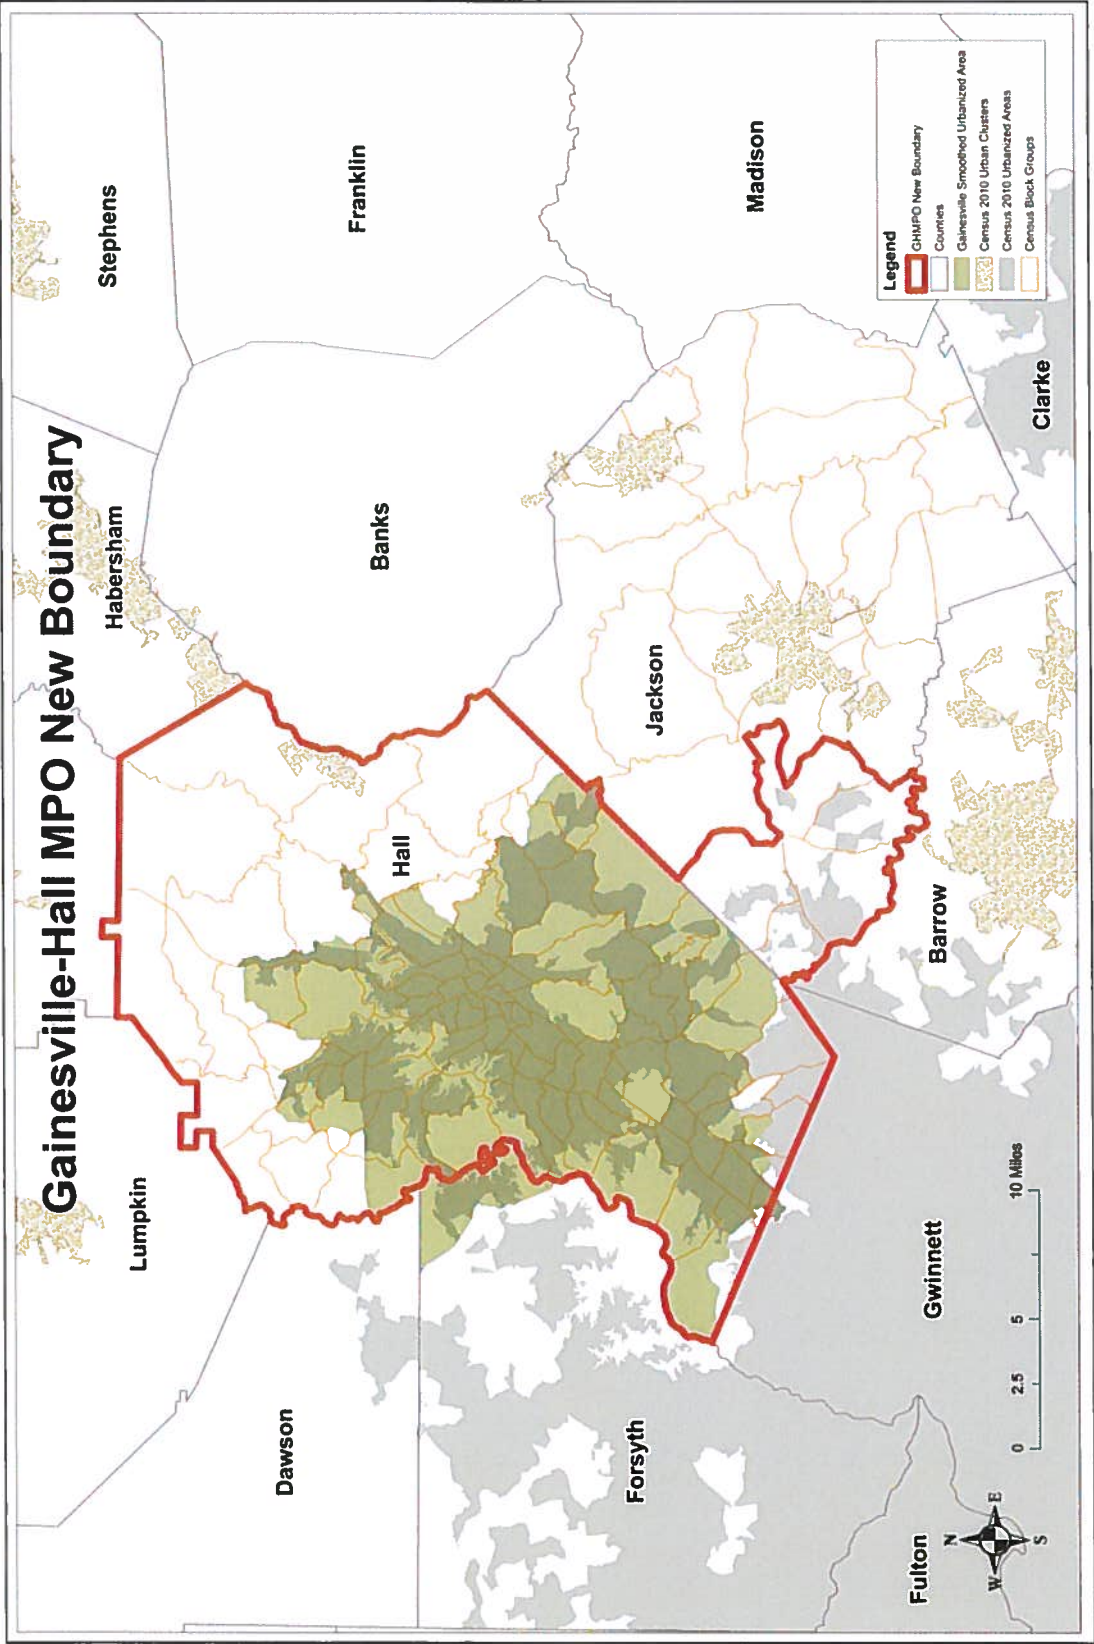 Gainesville-Hall MPO New Boundary
Lumpkin
Habersham
Stephens
Dawson
Hall
Banks
Franklin
Forsyth
Jackson
Madison
Fulton
Gwinnett
Barrow
Clarke
N
W
E
S
0
2.5
5
10 Miles
Legend
GHMPO New Boundary
Counties
Gainesville Smoothed Urbanized Area
Census 2010 Urban Clusters
Census 2010 Urbanized Areas
Census Block Groups